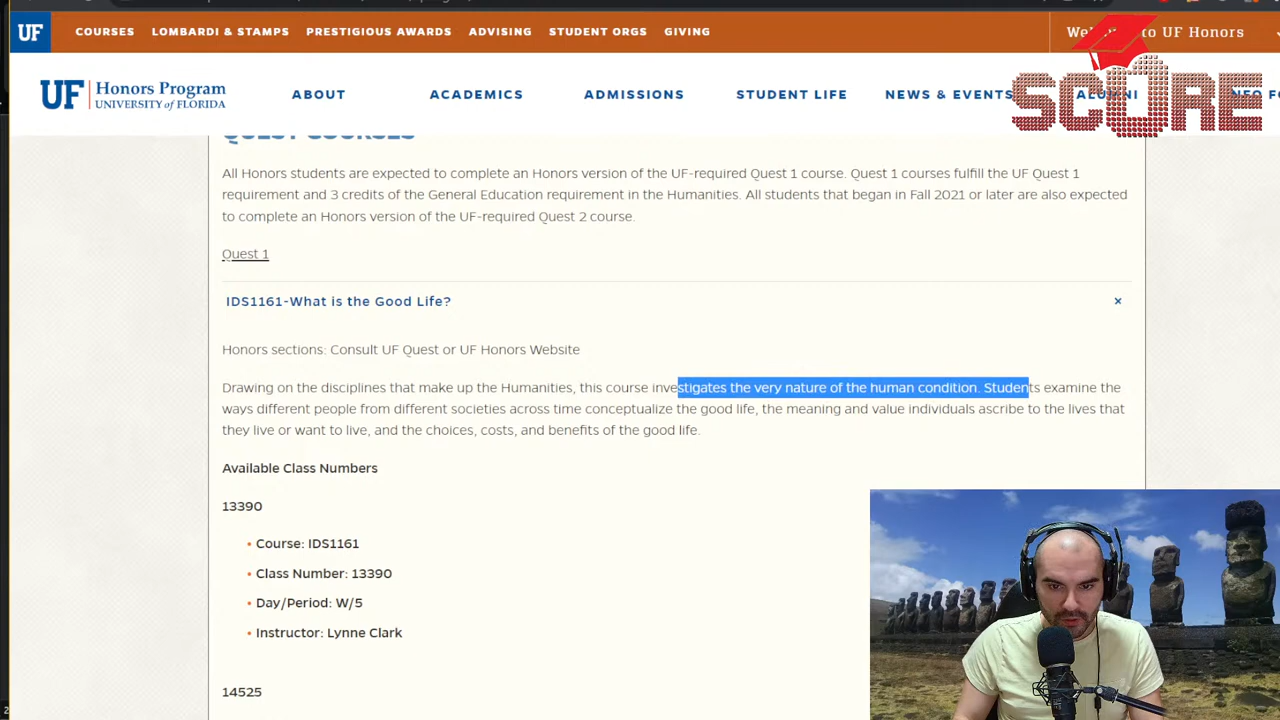 UF
COURSES LOMBARDI & STAMPS PRESTIGIOUS AWARDS ADVISING STUDENT ORGS GIVING
to UF Honors
SCORE
UF Honors Program
UNIVERSITY of FLORIDA
ABOUT ACADEMICS ADMISSIONS STUDENT LIFE NEWS & EVENTS ALUMNI
QUEST COURSES
All Honors students are expected to complete an Honors version of the UF-required Quest 1 course. Quest 1 courses fulfill the UF Quest 1
requirement and 3 credits of the General Education requirement in the Humanities. All students that began in Fall 2021 or later are also expected
to complete an Honors version of the UF-required Quest 2 course.
Quest 1
IDS1161-What is the Good Life? ×
Honors sections: Consult UF Quest or UF Honors Website
Drawing on the disciplines that make up the Humanities, this course investigates the very nature of the human condition. Students examine the
ways different people from different societies across time conceptualize the good life, the meaning and value individuals ascribe to the lives that
they live or want to live, and the choices, costs, and benefits of the good life.
Available Class Numbers
13390
• Course: IDS1161
• Class Number: 13390
• Day/Period: W/5
• Instructor: Lynne Clark
14525